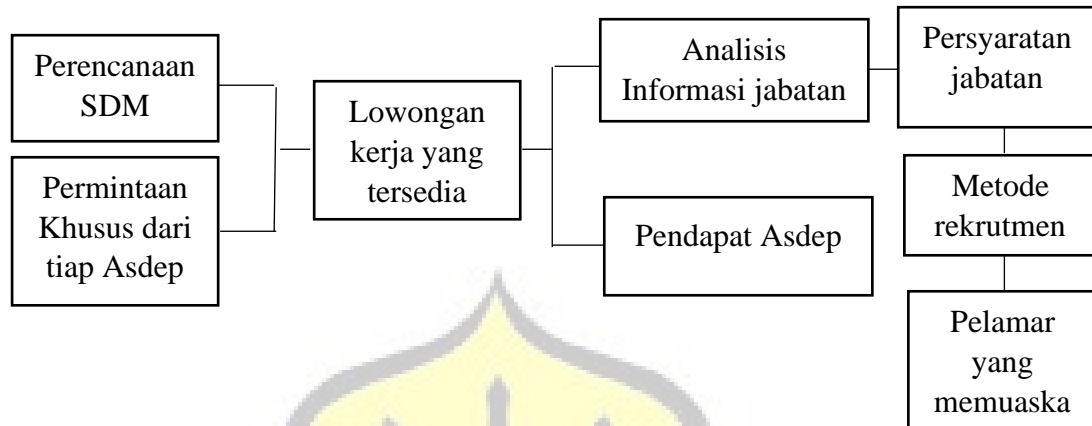 Perencanaan
SDM
Permintaan
Khusus dari
tiap Asdep
Lowongan
kerja yang
tersedia
Analisis
Informasi jabatan
Pendapat Asdep
Persyaratan
jabatan
Metode
rekrutmen
Pelamar
yang
memuaska